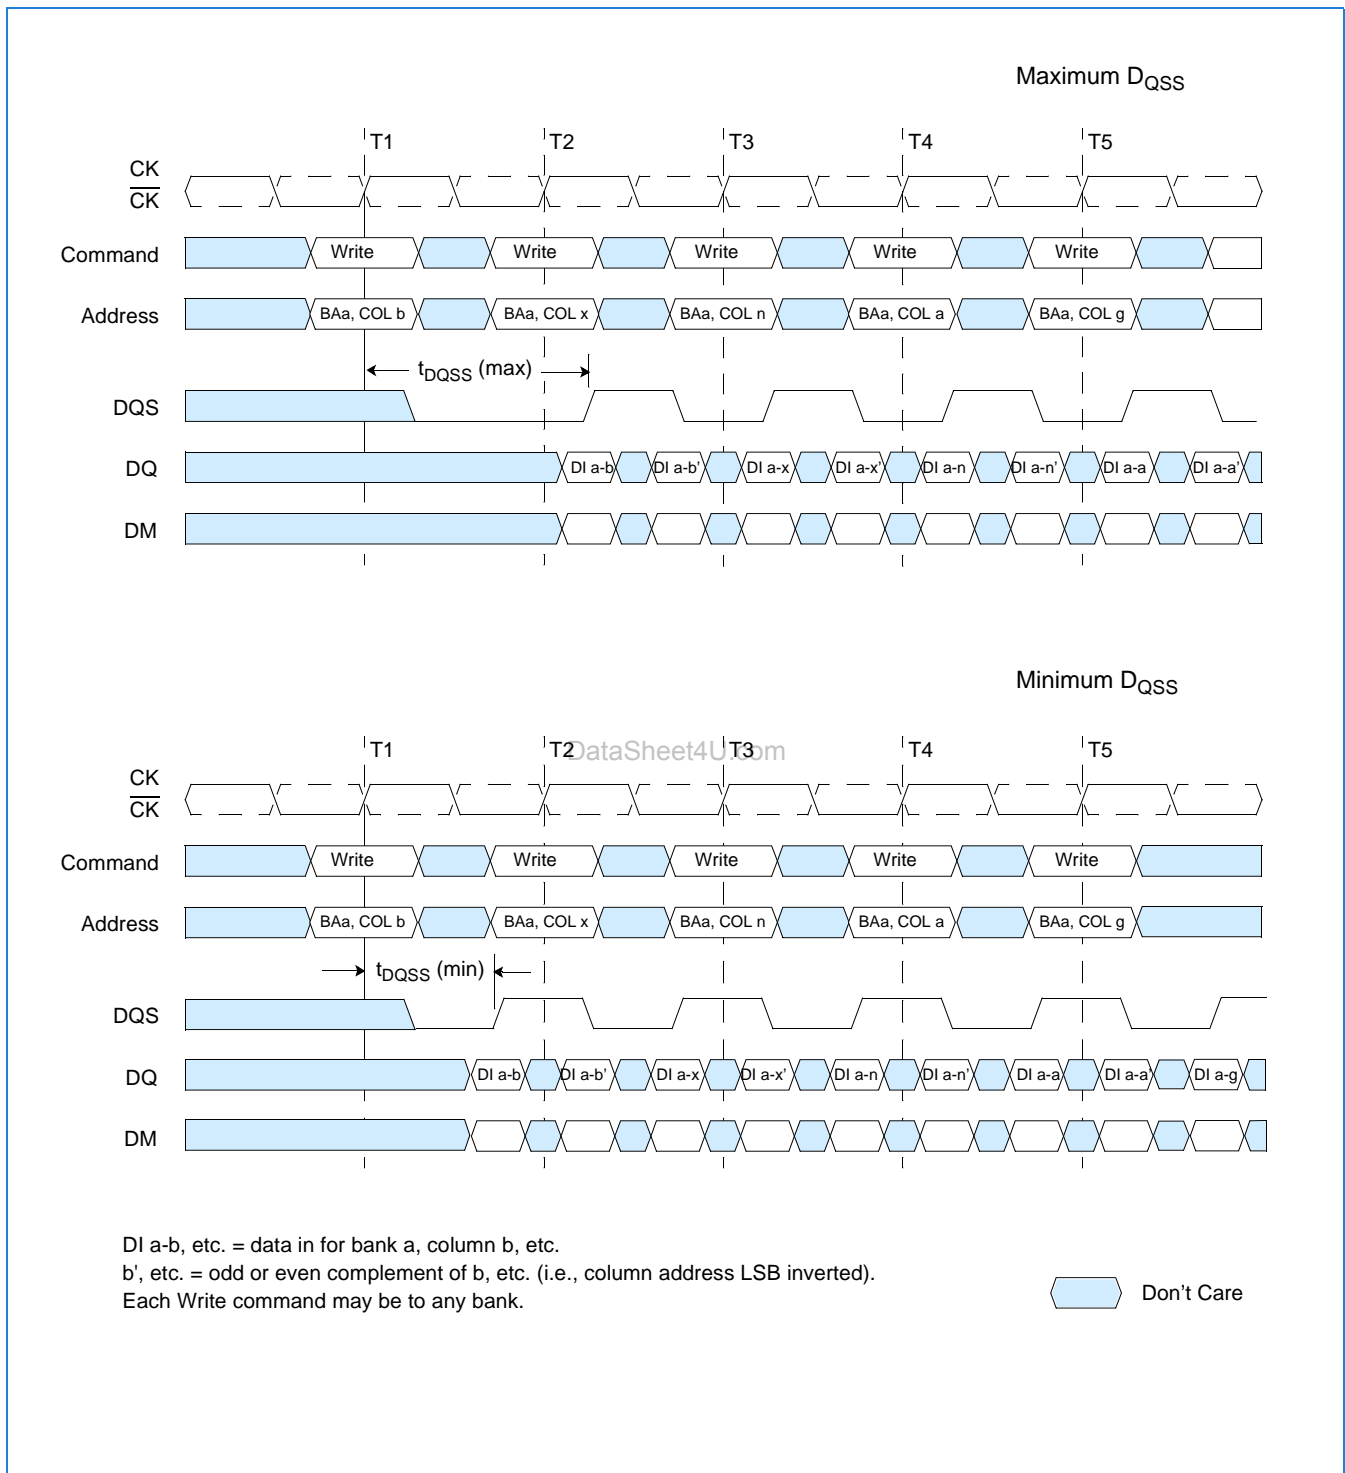 Maximum DQSS
T1 T2 T3 T4 T5
CK
CK
Command Write Write Write Write Write
Address BAa, COL b BAa, COL x BAa, COL n BAa, COL a BAa, COL g
tDQSS (max)
DQS
DQ DI a-b DI a-b’ DI a-x DI a-x’ DI a-n DI a-n’ DI a-a DI a-a’
DM
Minimum DQSS
T1 T2 T3 T4 T5
DataSheet4U.com
CK
CK
Command Write Write Write Write Write
Address BAa, COL b BAa, COL x BAa, COL n BAa, COL a BAa, COL g
tDQSS (min)
DQS
DQ DI a-b DI a-b’ DI a-x DI a-x’ DI a-n DI a-n’ DI a-a DI a-a’ DI a-g
DM
DI a-b, etc. = data in for bank a, column b, etc.
b', etc. = odd or even complement of b, etc. (i.e., column address LSB inverted).
Each Write command may be to any bank.
Don’t Care